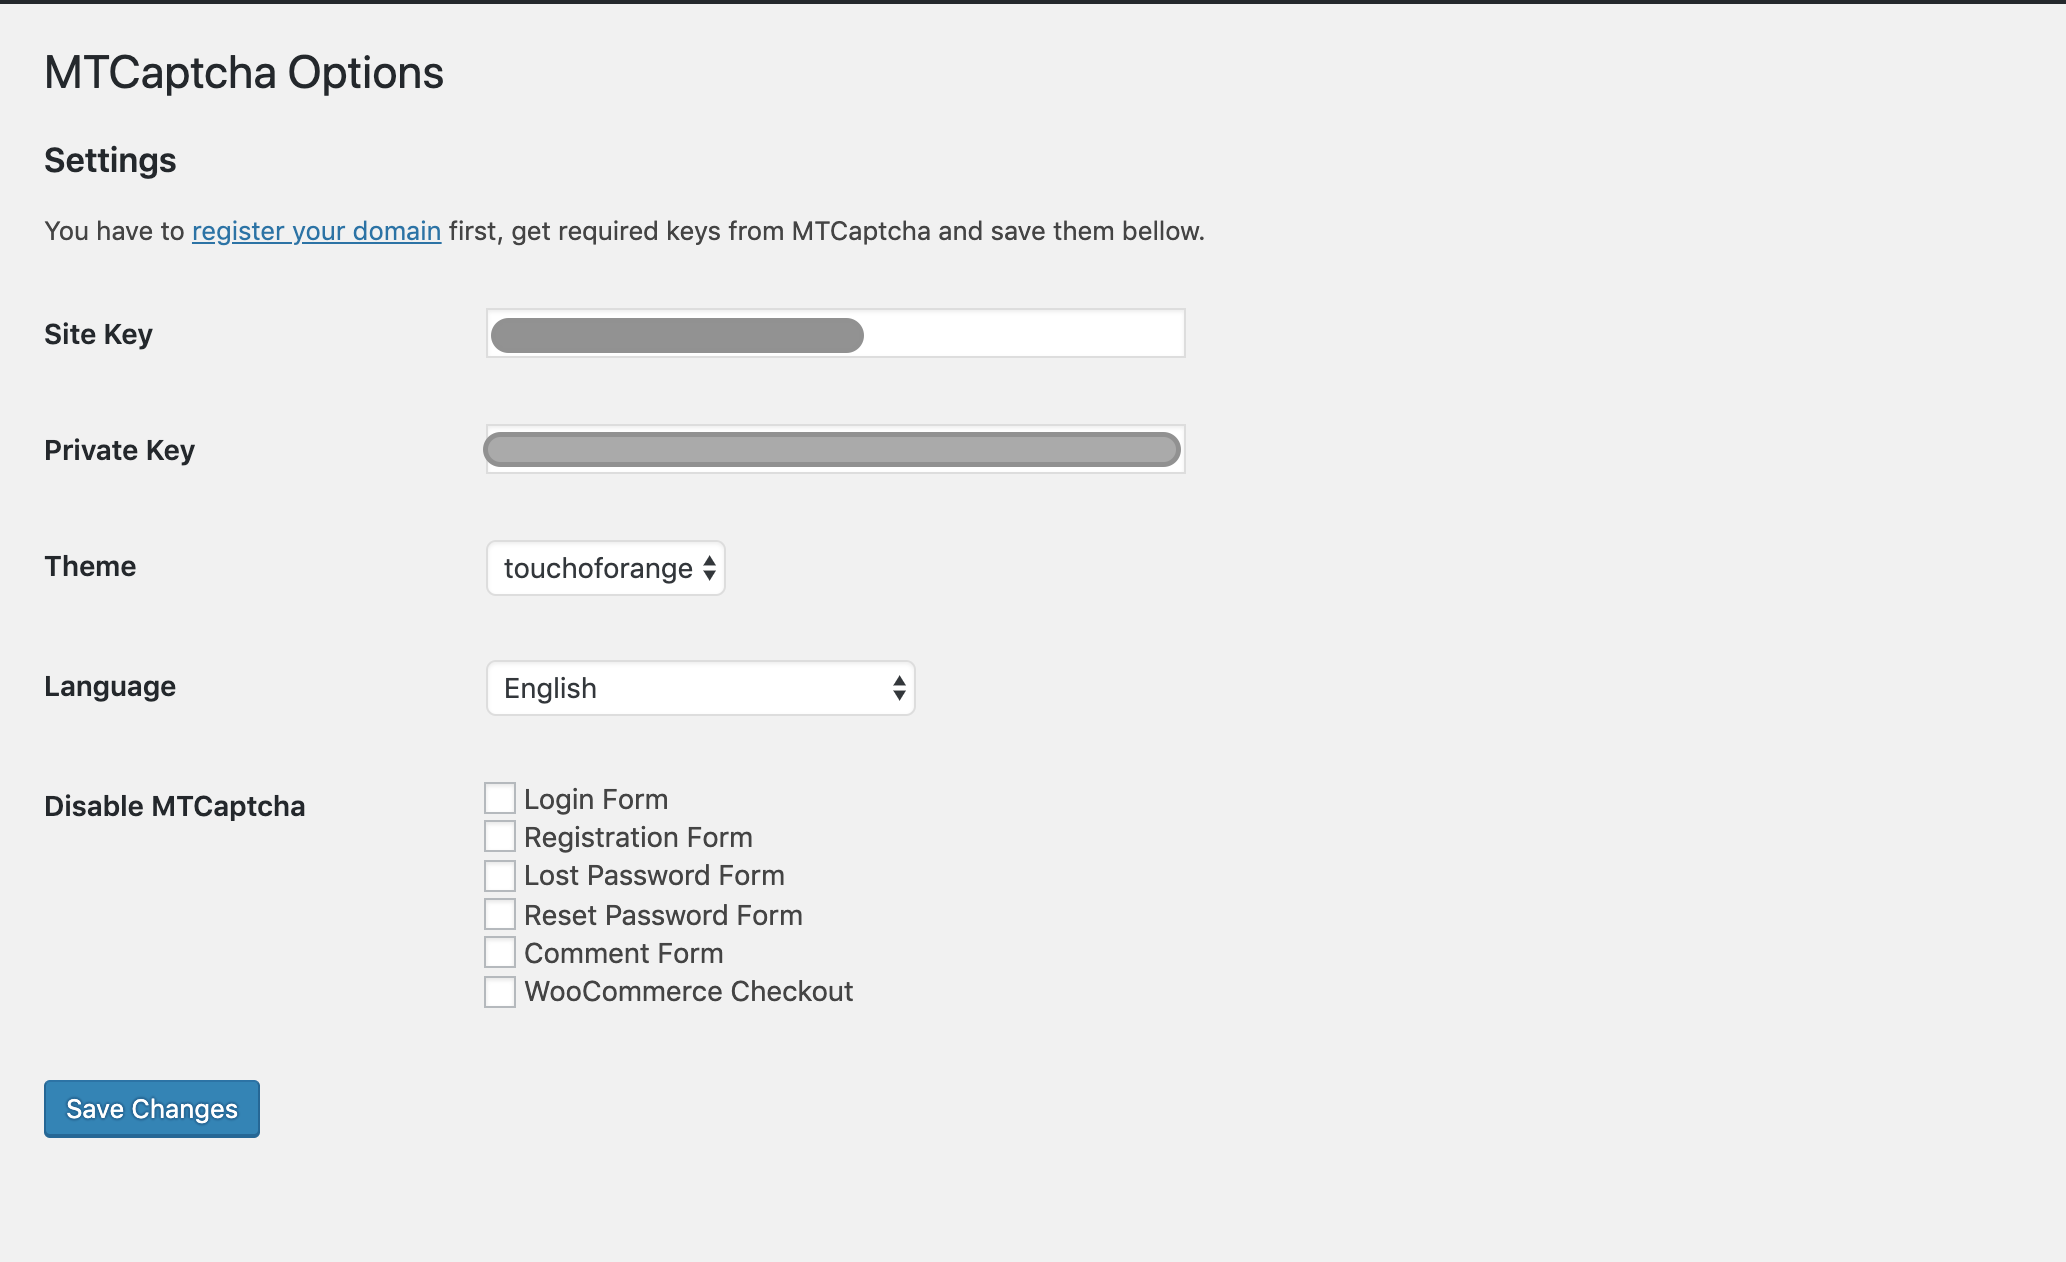 MTCaptcha Options
Settings
You have to register your domain first, get required keys from MTCaptcha and save them bellow.
Site Key
Private Key
Theme
touchoforange
Language
English
Disable MTCaptcha
Login Form
Registration Form
Lost Password Form
Reset Password Form
Comment Form
WooCommerce Checkout
Save Changes